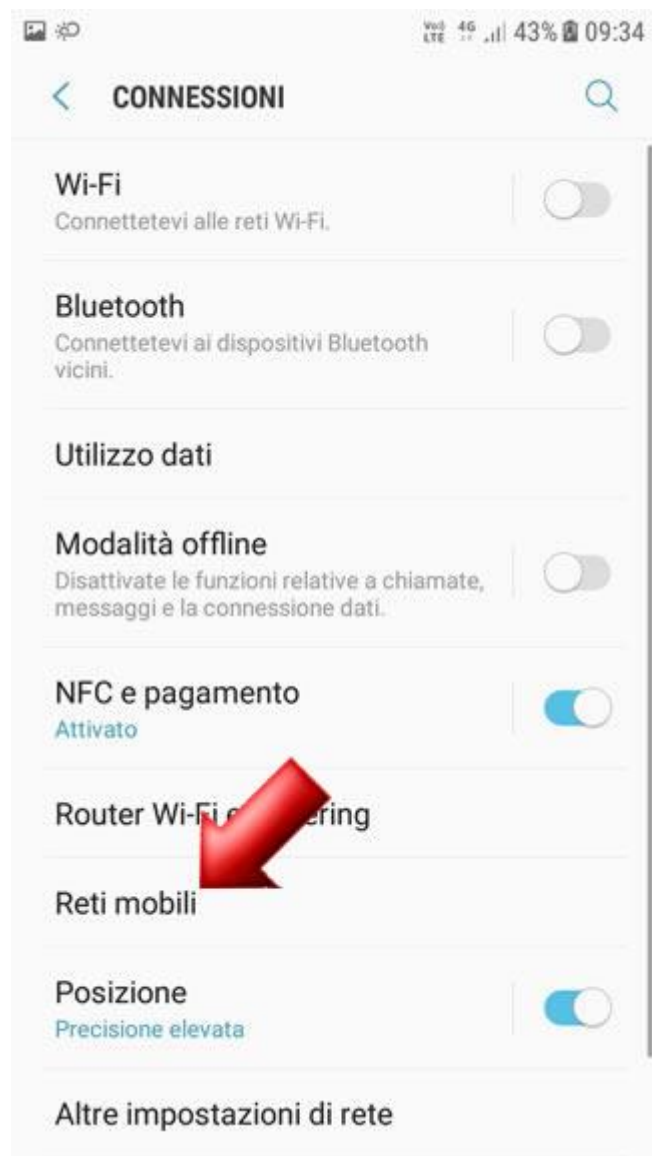 VoLTE 4G 43% 09:34
CONNESSIONI
Wi-Fi
Connettetevi alle reti Wi-Fi.
Bluetooth
Connettetevi ai dispositivi Bluetooth
vicini.
Utilizzo dati
Modalità offline
Disattivate le funzioni relative a chiamate,
messaggi e la connessione dati.
NFC e pagamento
Attivato
Router Wi-Fi
Reti mobili
Posizione
Precisione elevata
Altre impostazioni di rete